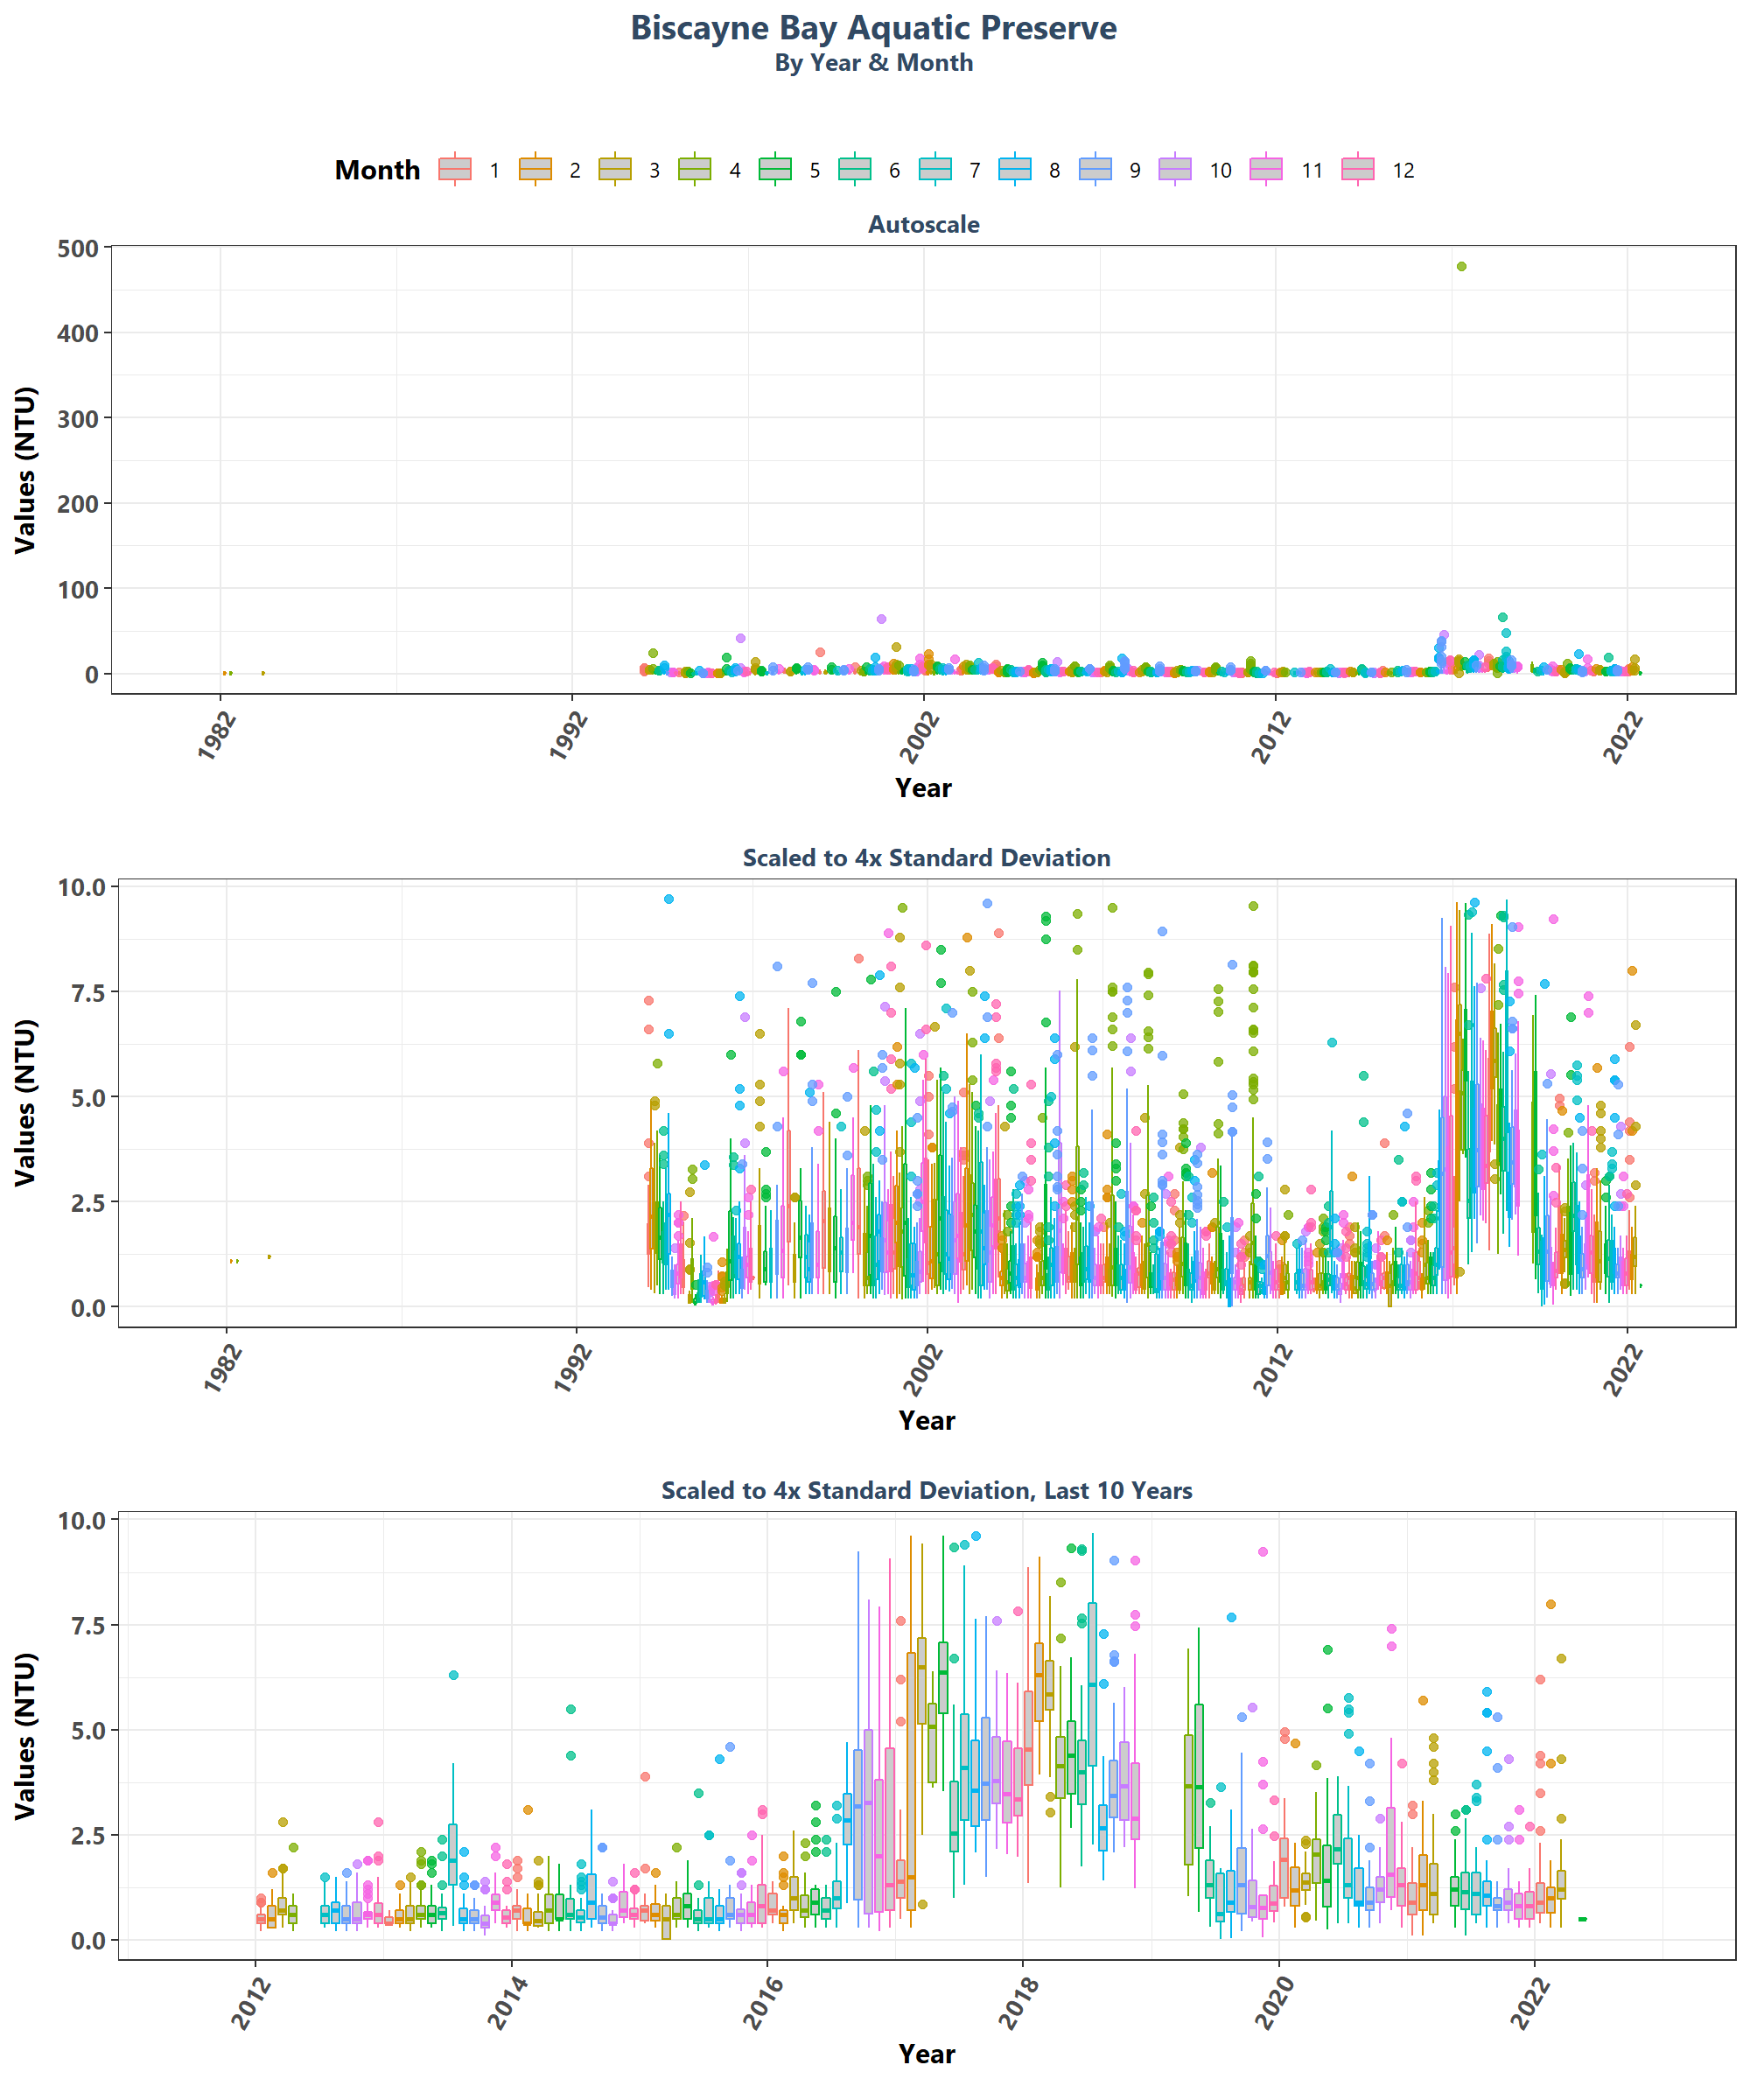 Biscayne Bay Aquatic Preserve
By Year & Month
Month 1 2 3 4 5 6 7 8 9 10 11 12
Autoscale
500
400
300
200
100
0
Values (NTU)
1982 1992 2002 2012 2022
Year
Scaled to 4x Standard Deviation
10.0
7.5
5.0
2.5
0.0
Values (NTU)
1982 1992 2002 2012 2022
Year
Scaled to 4x Standard Deviation, Last 10 Years
10.0
7.5
5.0
2.5
0.0
Values (NTU)
2012 2014 2016 2018 2020 2022
Year